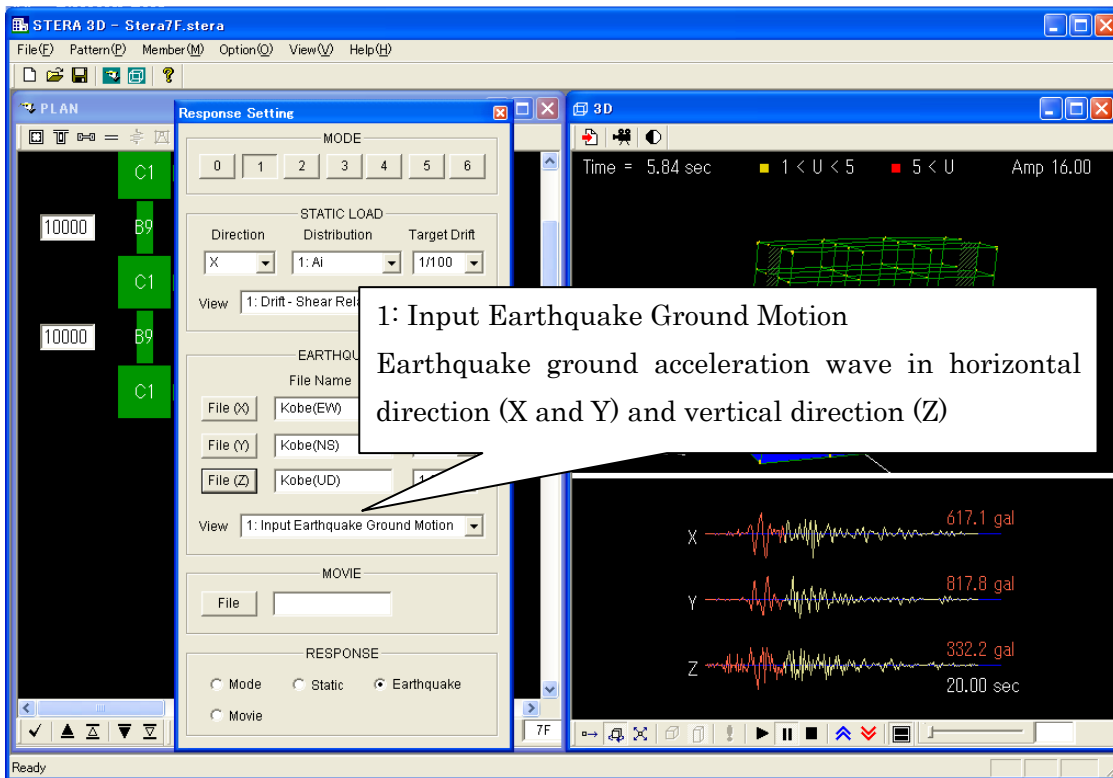 STERA 3D - Stera7F.stera
File(F) Pattern(P) Member(M) Option(O) View(V) Help(H)
PLAN
C1
10000 B9
C1
10000 B9
C1
7F
Response Setting
MODE
0 1 2 3 4 5 6
STATIC LOAD
Direction Distribution Target Drift
X 1: Ai 1/100
View 1: Drift - Shear Rel
EARTHQU
File Name
File (X) Kobe(EW)
File (Y) Kobe(NS)
File (Z) Kobe(UD)
View 1: Input Earthquake Ground Motion
MOVIE
File
RESPONSE
Mode Static Earthquake
Movie
1: Input Earthquake Ground Motion
Earthquake ground acceleration wave in horizontal
direction (X and Y) and vertical direction (Z)
3D
Time = 5.84 sec 1 < U < 5 5 < U Amp 16.00
X 617.1 gal
Y 817.8 gal
Z 332.2 gal
20.00 sec
Ready